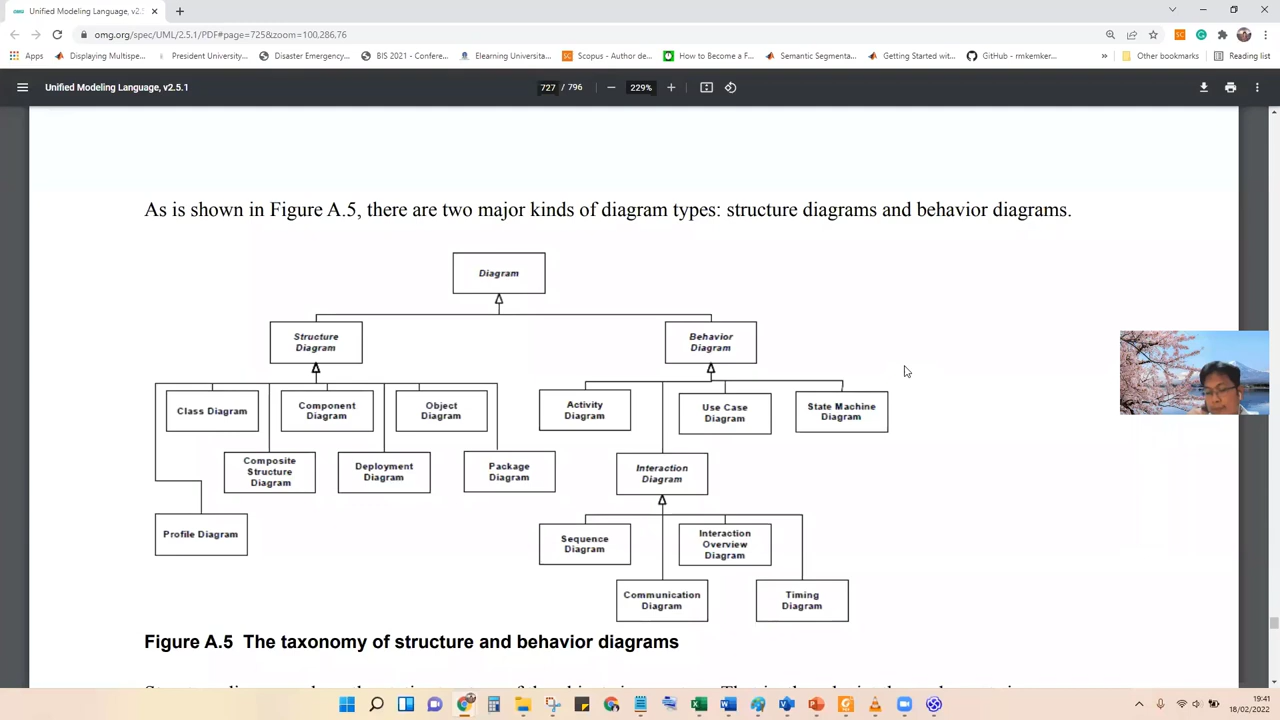 Unified Modeling Language, v2.5.1
omg.org/spec/UML/2.5.1/PDF#page=725&zoom=100,286,76
Apps
Displaying Multispe...
President University...
Disaster Emergency...
BIS 2021 - Confere...
Elearning Universita...
Scopus - Author de...
How to Become a F...
Semantic Segmenta...
Getting Started wit...
GitHub - rmkemker...
»
Other bookmarks
Reading list
Unified Modeling Language, v2.5.1
727 / 796
229%
As is shown in Figure A.5, there are two major kinds of diagram types: structure diagrams and behavior diagrams.
Diagram
Structure
Diagram
Behavior
Diagram
Class Diagram
Component
Diagram
Object
Diagram
Activity
Diagram
Use Case
Diagram
State Machine
Diagram
Composite
Structure
Diagram
Deployment
Diagram
Package
Diagram
Interaction
Diagram
Profile Diagram
Sequence
Diagram
Interaction
Overview
Diagram
Communication
Diagram
Timing
Diagram
Figure A.5 The taxonomy of structure and behavior diagrams
19:41
18/02/2022